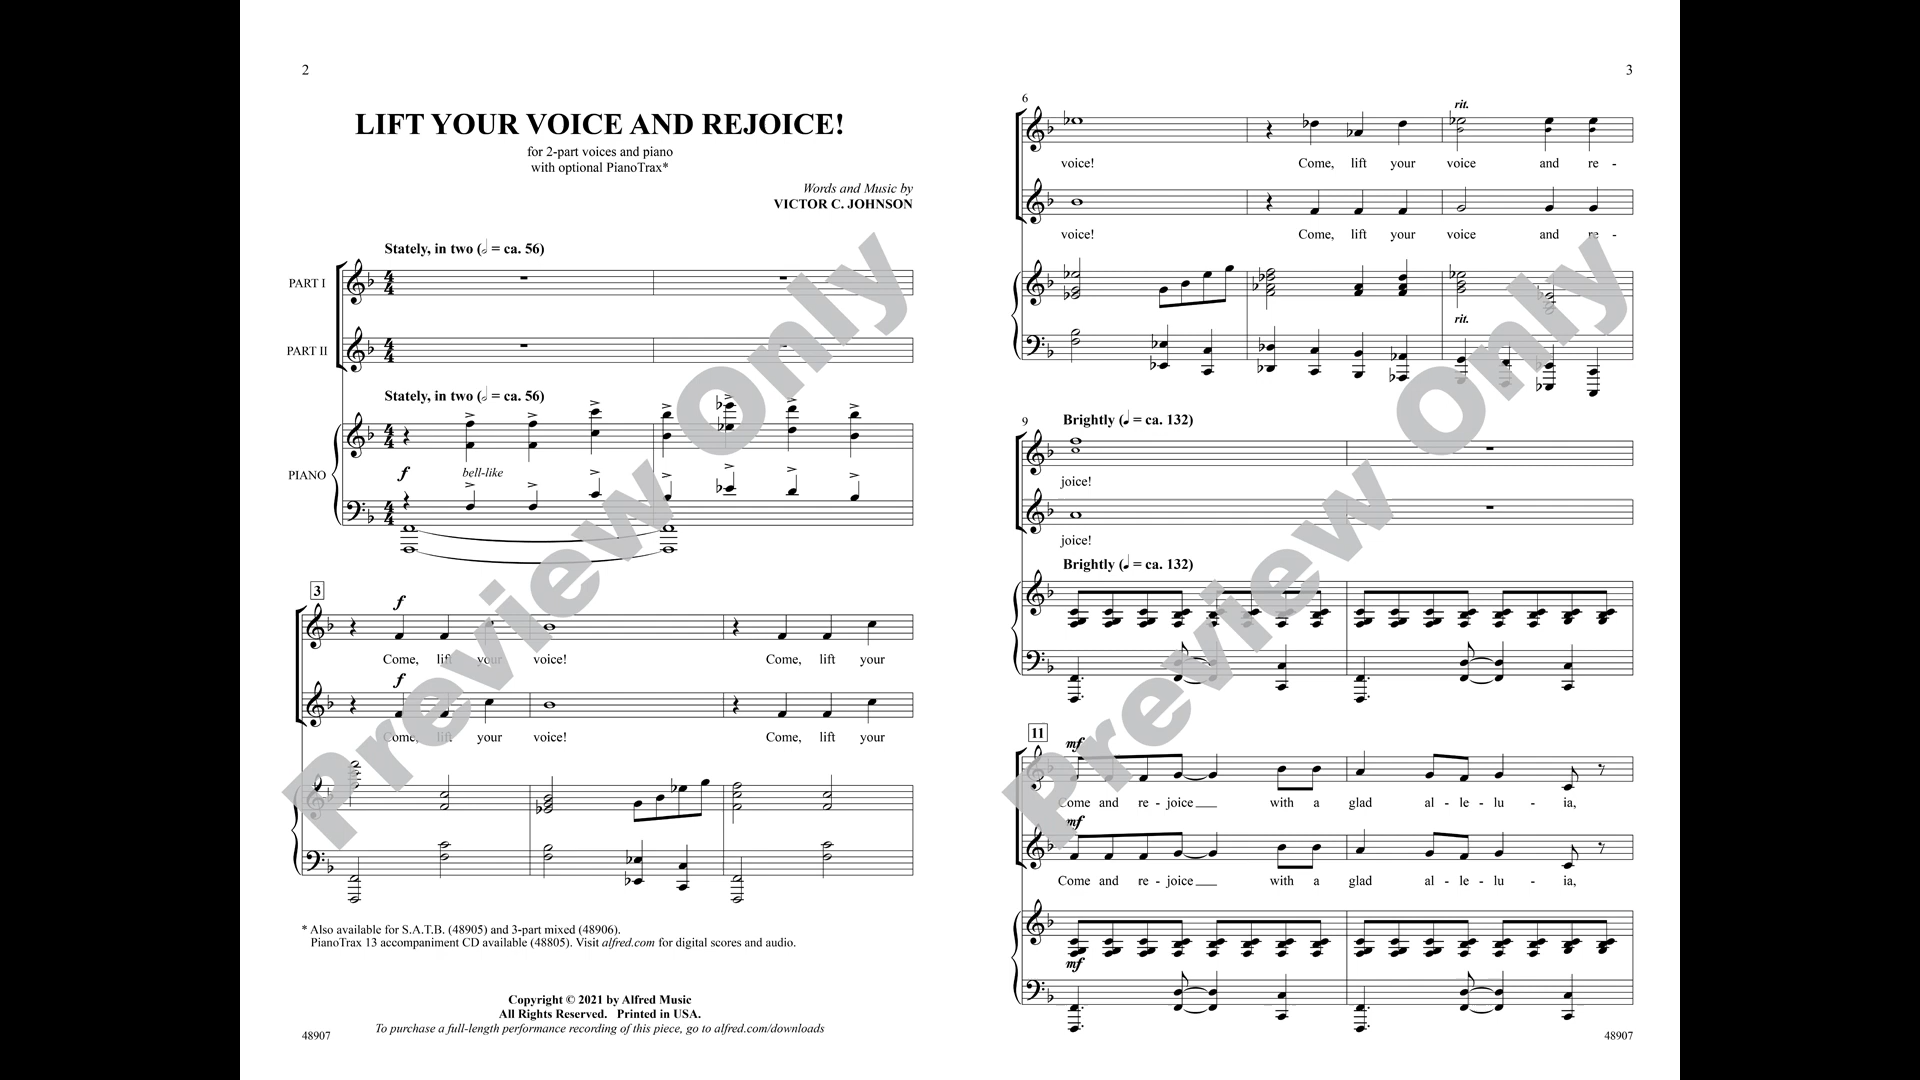 2
LIFT YOUR VOICE AND REJOICE!
for 2-part voices and piano
with optional PianoTrax*
Words and Music by
VICTOR C. JOHNSON
Stately, in two (𝅗𝅥 = ca. 56)
PART I
PART II
Stately, in two (𝅗𝅥 = ca. 56)
PIANO
f
bell-like
3
f
Come, lift your voice! Come, lift your
f
Come, lift your voice! Come, lift your
* Also available for S.A.T.B. (48905) and 3-part mixed (48906).
PianoTrax 13 accompaniment CD available (48805). Visit alfred.com for digital scores and audio.
Copyright © 2021 by Alfred Music
All Rights Reserved. Printed in USA.
To purchase a full-length performance recording of this piece, go to alfred.com/downloads
48907
Preview Only
3
6
rit.
voice! Come, lift your voice and re -
voice! Come, lift your voice and re -
rit.
9
Brightly (♩ = ca. 132)
joice!
joice!
Brightly (♩ = ca. 132)
11
mf
Come and re - joice with a glad al - le - lu - ia,
mf
Come and re - joice with a glad al - le - lu - ia,
mf
48907
Preview Only